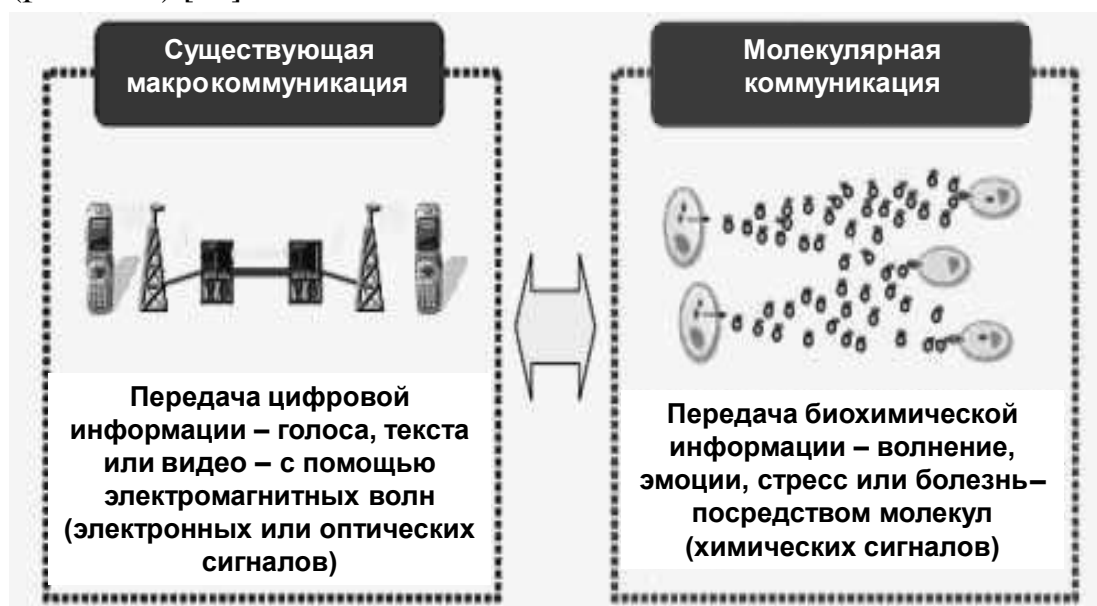 Существующая
макрокоммуникация
Молекулярная
коммуникация
Передача цифровой
информации – голоса, текста
или видео – с помощью
электромагнитных волн
(электронных или оптических
сигналов)
Передача биохимической
информации – волнение,
эмоции, стресс или болезнь–
посредством молекул
(химических сигналов)